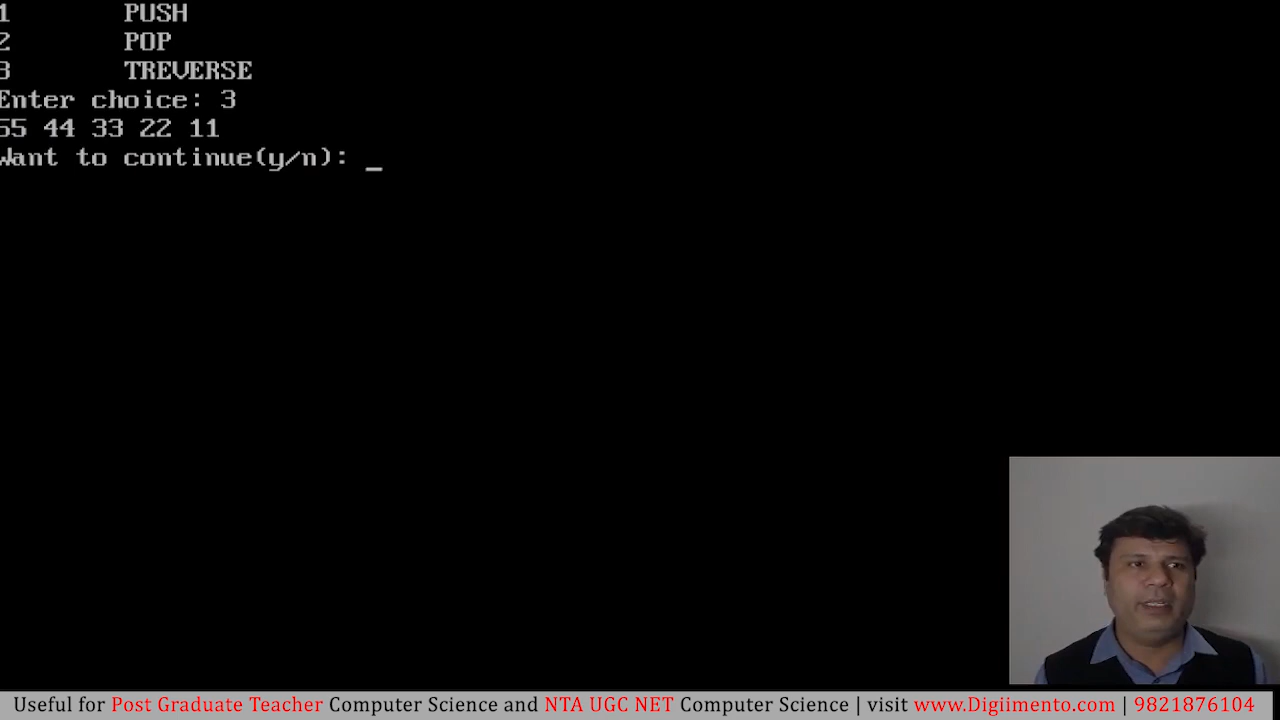 1 PUSH
2 POP
3 TREVERSE
Enter choice: 3
55 44 33 22 11
Want to continue(y/n): _
Useful for Post Graduate Teacher Computer Science and NTA UGC NET Computer Science | visit www.Digiimento.com | 9821876104